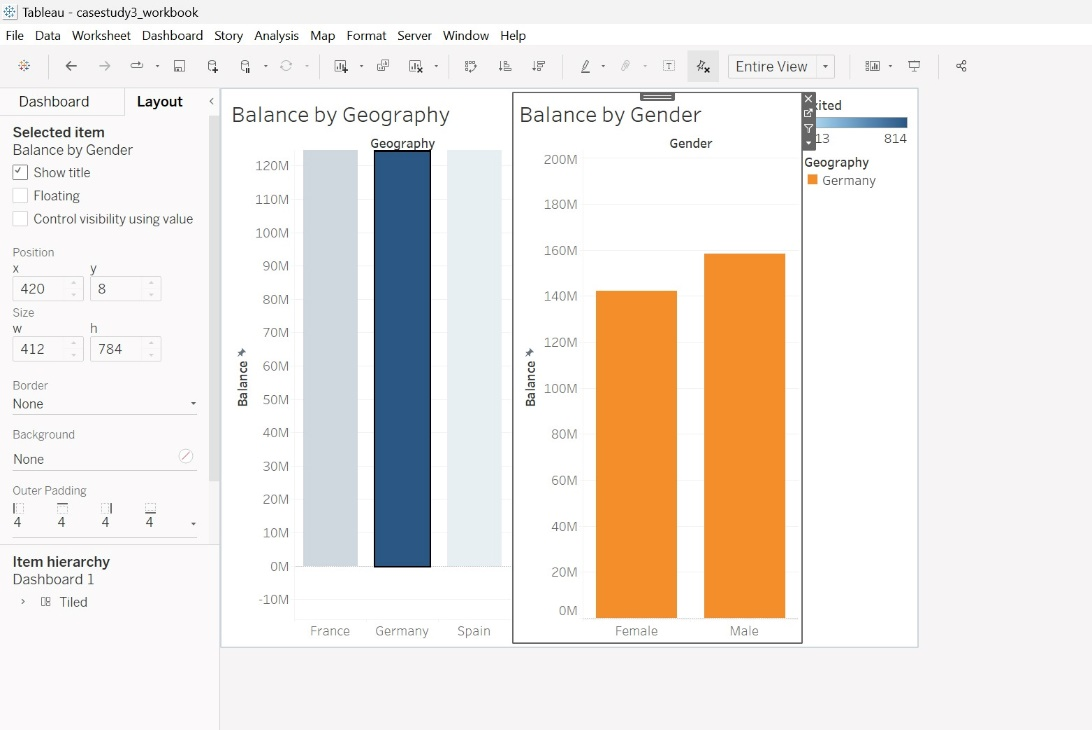 Tableau - casestudy3_workbook
File Data Worksheet Dashboard Story Analysis Map Format Server Window Help
Entire View
Dashboard Layout
Selected item
Balance by Gender
Show title
Floating
Control visibility using value
Position
x y
420 8
Size
w h
412 784
Border
None
Background
None
Outer Padding
4 4 4 4
Item hierarchy
Dashboard 1
Tiled
Balance by Geography
Geography
120M
110M
100M
90M
80M
70M
60M
50M
40M
30M
20M
10M
0M
-10M
Balance
France Germany Spain
Balance by Gender
Gender
200M
180M
160M
140M
120M
100M
80M
60M
40M
20M
0M
Balance
Female Male
xited
13 814
Geography
Germany